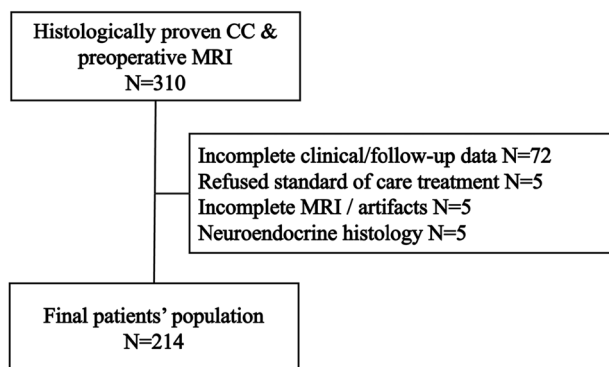 Histologically proven CC &
preoperative MRI
N=310
Incomplete clinical/follow-up data N=72
Refused standard of care treatment N=5
Incomplete MRI / artifacts N=5
Neuroendocrine histology N=5
Final patients’ population
N=214